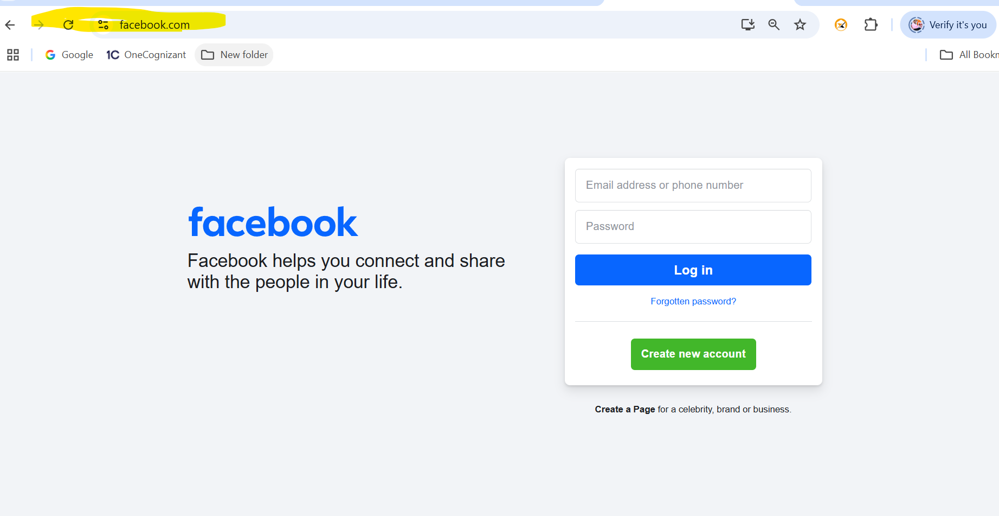 facebook.com
Verify it's you
Google
OneCognizant
New folder
All Bookm
facebook
Facebook helps you connect and share
with the people in your life.
Email address or phone number
Password
Log in
Forgotten password?
Create new account
Create a Page for a celebrity, brand or business.